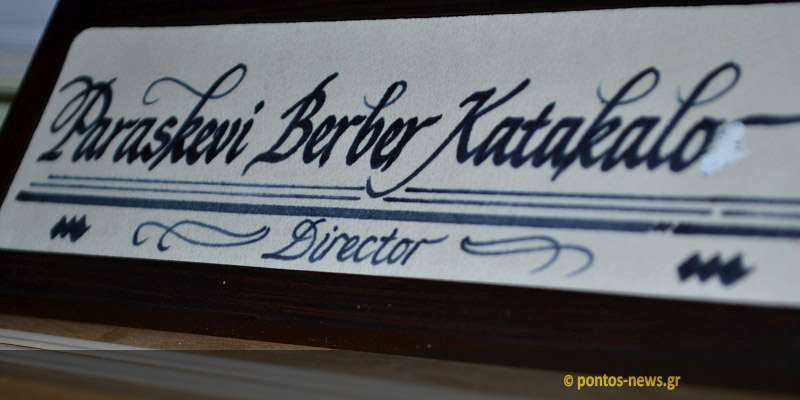 Paraskevi Berber Katakalo
Director
© pontos-news.gr